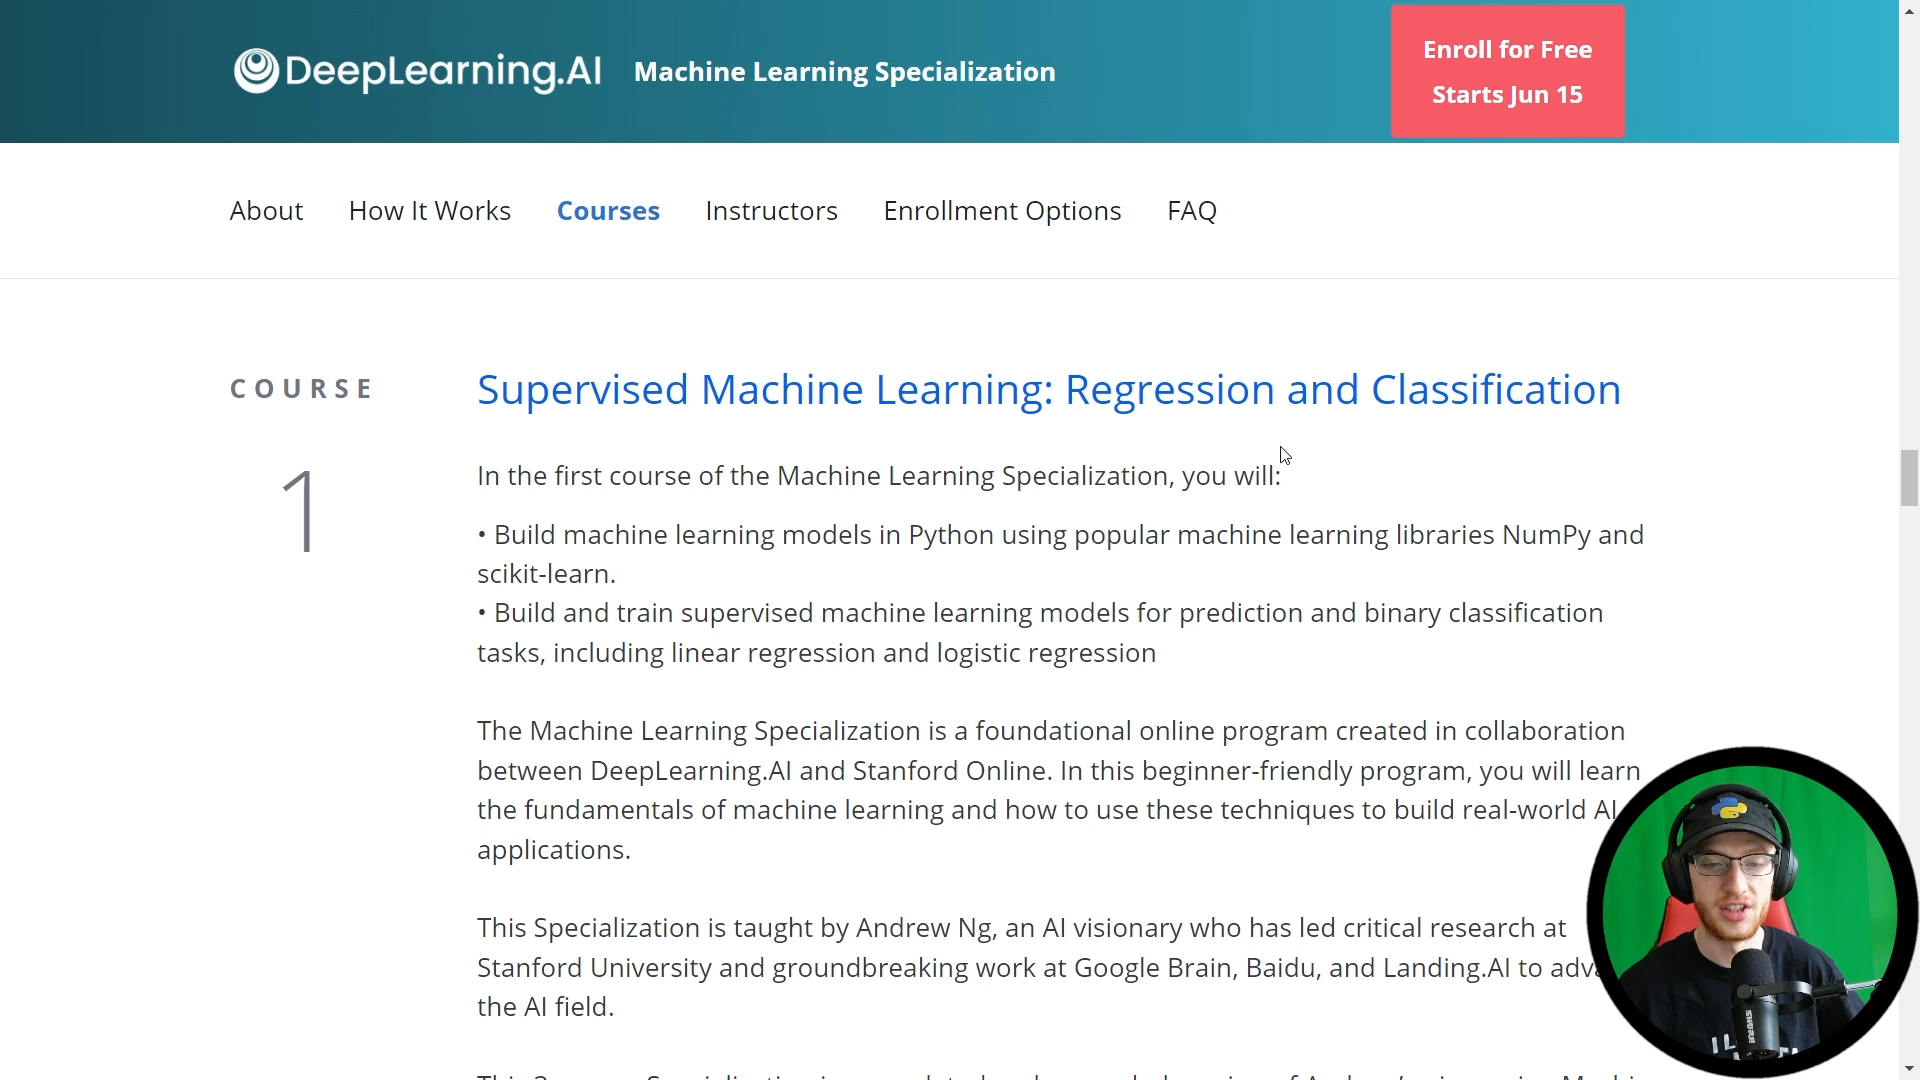 DeepLearning.AI Machine Learning Specialization
Enroll for Free
Starts Jun 15
About How It Works Courses Instructors Enrollment Options FAQ
COURSE
1
Supervised Machine Learning: Regression and Classification
In the first course of the Machine Learning Specialization, you will:
• Build machine learning models in Python using popular machine learning libraries NumPy and
scikit-learn.
• Build and train supervised machine learning models for prediction and binary classification
tasks, including linear regression and logistic regression
The Machine Learning Specialization is a foundational online program created in collaboration
between DeepLearning.AI and Stanford Online. In this beginner-friendly program, you will learn
the fundamentals of machine learning and how to use these techniques to build real-world AI
applications.
This Specialization is taught by Andrew Ng, an AI visionary who has led critical research at
Stanford University and groundbreaking work at Google Brain, Baidu, and Landing.AI to adva
the AI field.
SHURE